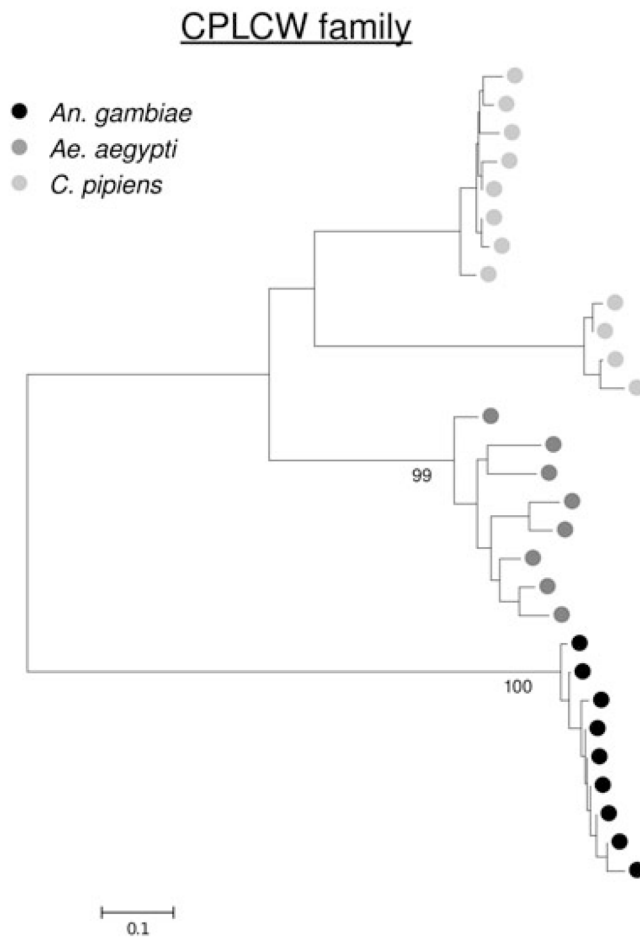 CPLCW family
An. gambiae
Ae. aegypti
C. pipiens
99
100
0.1